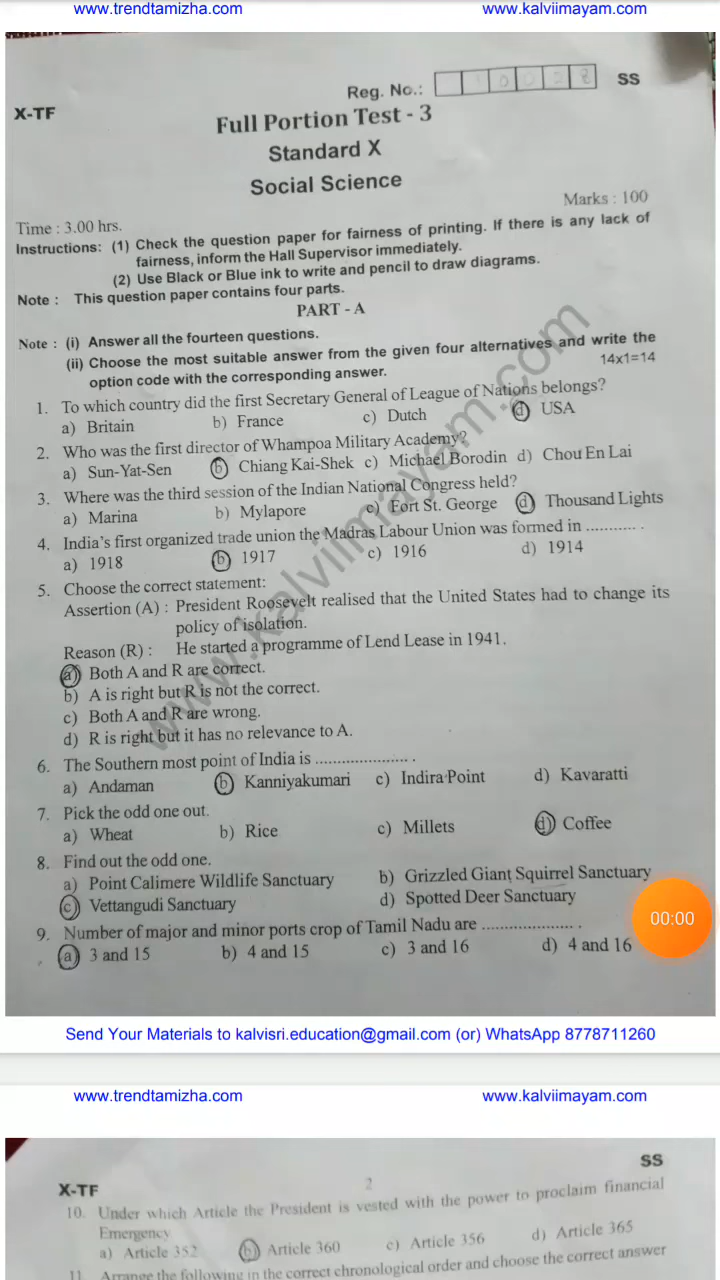 www.trendtamizha.com www.kalviimayam.com
Reg. No.: SS
X-TF
Full Portion Test - 3
Standard X
Social Science
Time : 3.00 hrs. Marks : 100
Instructions: (1) Check the question paper for fairness of printing. If there is any lack of
fairness, inform the Hall Supervisor immediately.
(2) Use Black or Blue ink to write and pencil to draw diagrams.
Note : This question paper contains four parts.
PART - A
Note : (i) Answer all the fourteen questions.
(ii) Choose the most suitable answer from the given four alternatives and write the
option code with the corresponding answer. 14x1=14
1. To which country did the first Secretary General of League of Nations belongs?
a) Britain b) France c) Dutch d) USA
2. Who was the first director of Whampoa Military Academy?
a) Sun-Yat-Sen b) Chiang Kai-Shek c) Michael Borodin d) Chou En Lai
3. Where was the third session of the Indian National Congress held?
a) Marina b) Mylapore c) Fort St. George d) Thousand Lights
4. India's first organized trade union the Madras Labour Union was formed in ........... .
a) 1918 b) 1917 c) 1916 d) 1914
5. Choose the correct statement:
Assertion (A) : President Roosevelt realised that the United States had to change its
policy of isolation.
Reason (R) : He started a programme of Lend Lease in 1941.
a) Both A and R are correct.
b) A is right but R is not the correct.
c) Both A and R are wrong.
d) R is right but it has no relevance to A.
6. The Southern most point of India is ..................... .
a) Andaman b) Kanniyakumari c) Indira Point d) Kavaratti
7. Pick the odd one out.
a) Wheat b) Rice c) Millets d) Coffee
8. Find out the odd one.
a) Point Calimere Wildlife Sanctuary b) Grizzled Giant Squirrel Sanctuary
c) Vettangudi Sanctuary d) Spotted Deer Sanctuary
00:00
9. Number of major and minor ports crop of Tamil Nadu are .................... .
a) 3 and 15 b) 4 and 15 c) 3 and 16 d) 4 and 16
www.kalviimayam.com
Send Your Materials to kalvisri.education@gmail.com (or) WhatsApp 8778711260
www.trendtamizha.com www.kalviimayam.com
SS
X-TF 2
10. Under which Article the President is vested with the power to proclaim financial
Emergency
a) Article 352 b) Article 360 c) Article 356 d) Article 365
11. Arrange the following in the correct chronological order and choose the correct answer